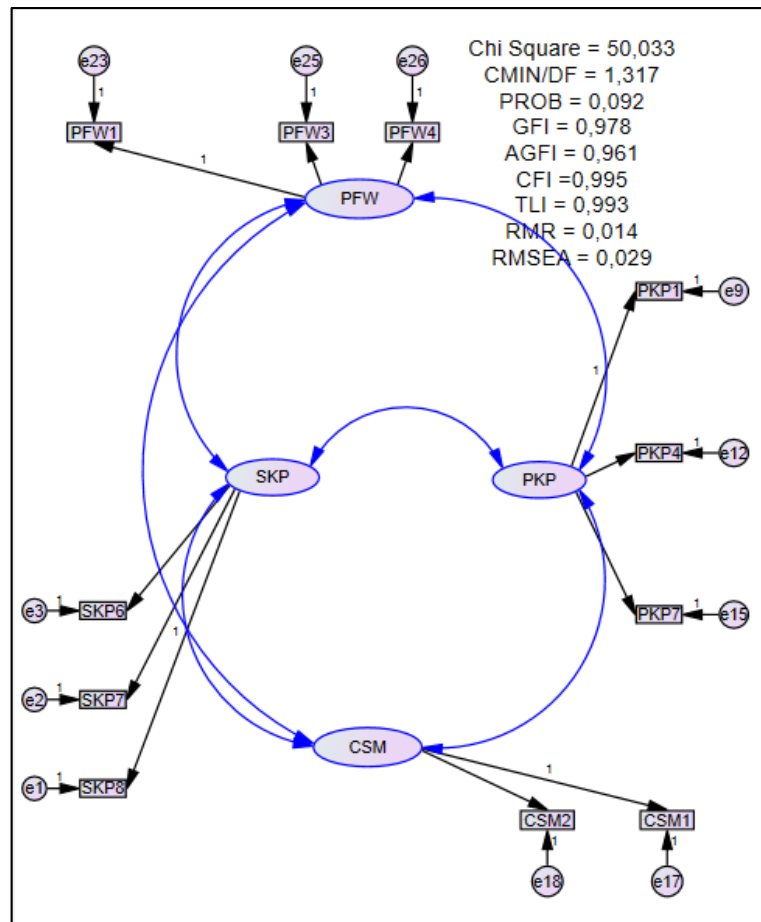 Chi Square = 50,033
CMIN/DF = 1,317
PROB = 0,092
GFI = 0,978
AGFI = 0,961
CFI =0,995
TLI = 0,993
RMR = 0,014
RMSEA = 0,029
e23 e25 e26
1 1 1
PFW1 PFW3 PFW4
1
PFW
PKP1 1 e9
1
PKP4 1 e12
SKP PKP
e3 1 SKP6
PKP7 1 e15
1
e2 1 SKP7
CSM
e1 1 SKP8
1
CSM2 CSM1
1 1
e18 e17